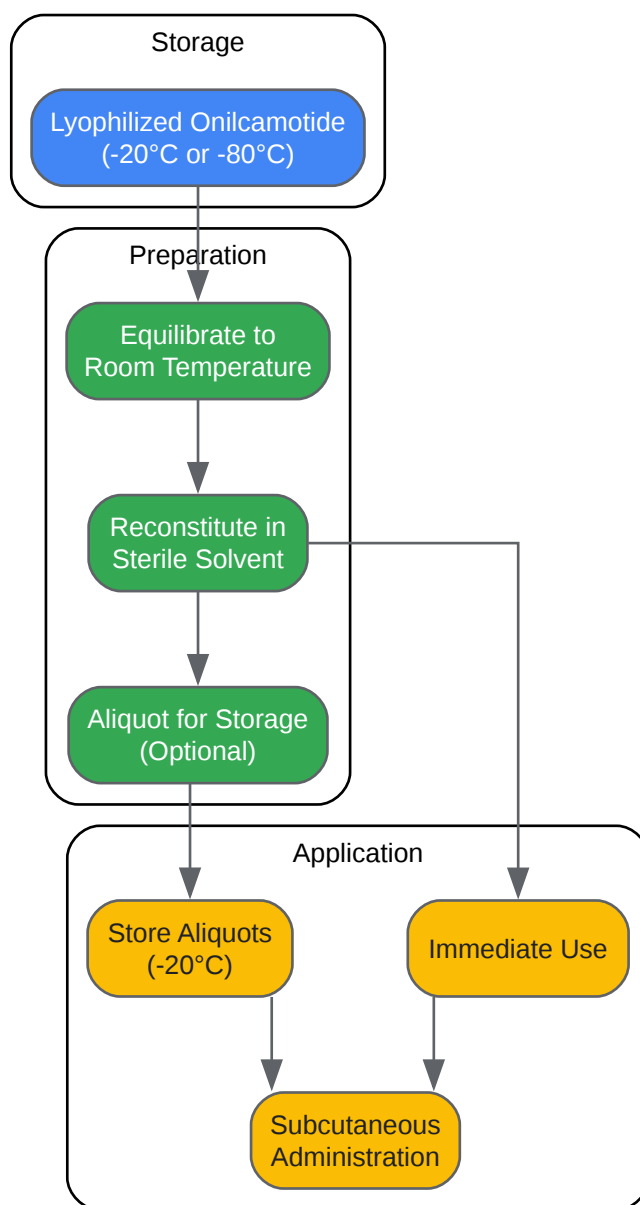 Storage
Lyophilized Onilcamotide
(-20°C or -80°C)
Preparation
Equilibrate to
Room Temperature
Reconstitute in
Sterile Solvent
Aliquot for Storage
(Optional)
Application
Store Aliquots
(-20°C)
Immediate Use
Subcutaneous
Administration